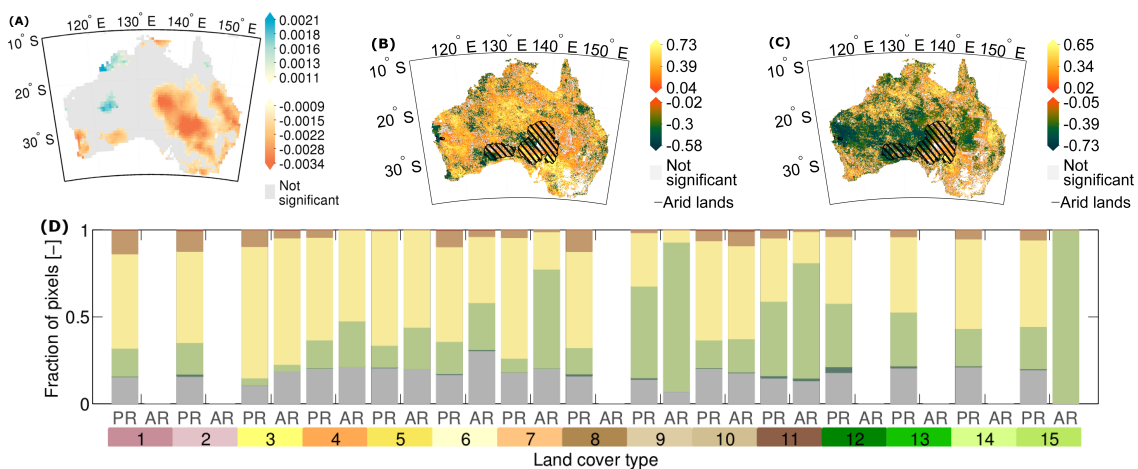 (A)
120° E 130° E 140° E 150° E
10° S
20° S
30° S
0.0021
0.0018
0.0013
0.0011
-0.0009
-0.0015
-0.0022
-0.0028
-0.0034
Not
significant
(B)
120° E 130° E 140° E 150° E
10° S
20° S
30° S
0.73
0.39
0.04
-0.02
-0.3
-0.58
Not
significant
Arid lands
(C)
120° E 130° E 140° E 150° E
10° S
20° S
30° S
0.65
0.34
0.02
-0.05
-0.39
-0.73
Not
significant
Arid lands
(D)
Fraction of pixels [-]
1
0.5
0
PR AR PR AR PR AR PR AR PR AR PR AR PR AR PR AR PR AR PR AR PR AR PR AR PR AR PR AR PR AR
1 2 3 4 5 6 7 8 9 10 11 12 13 14 15
Land cover type